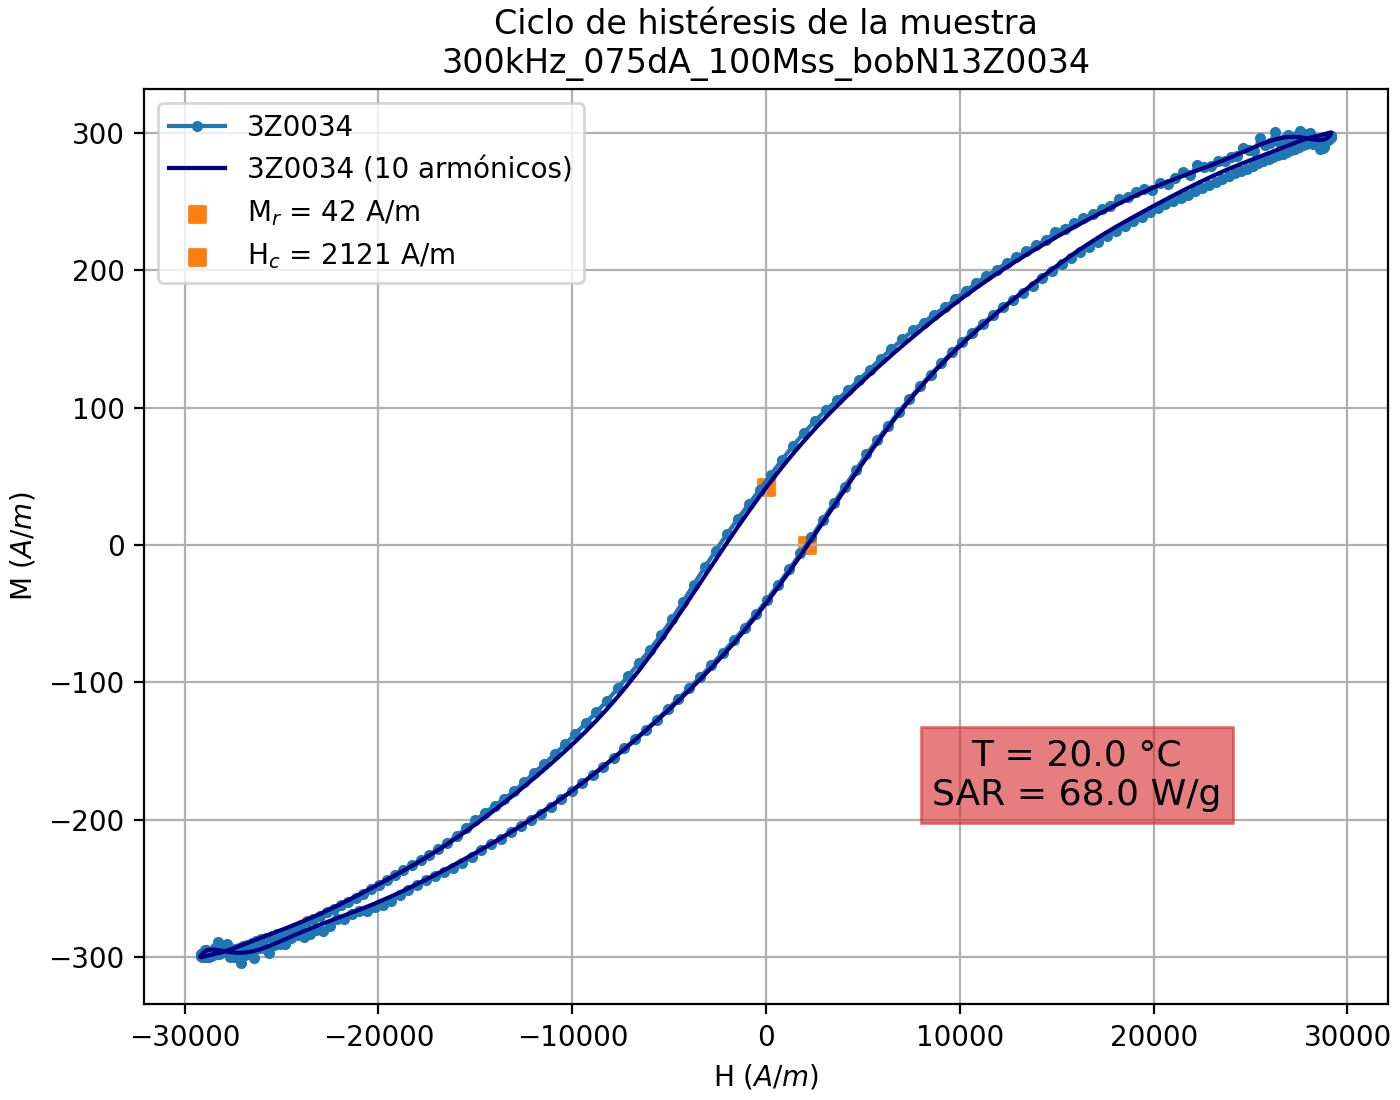 Ciclo de histéresis de la muestra
300kHz_075dA_100Mss_bobN13Z0034
3Z0034
3Z0034 (10 armónicos)
Mr = 42 A/m
Hc = 2121 A/m
300
200
100
0
−100
−200
−300
M (A/m)
T = 20.0 °C
SAR = 68.0 W/g
−30000 −20000 −10000 0 10000 20000 30000
H (A/m)